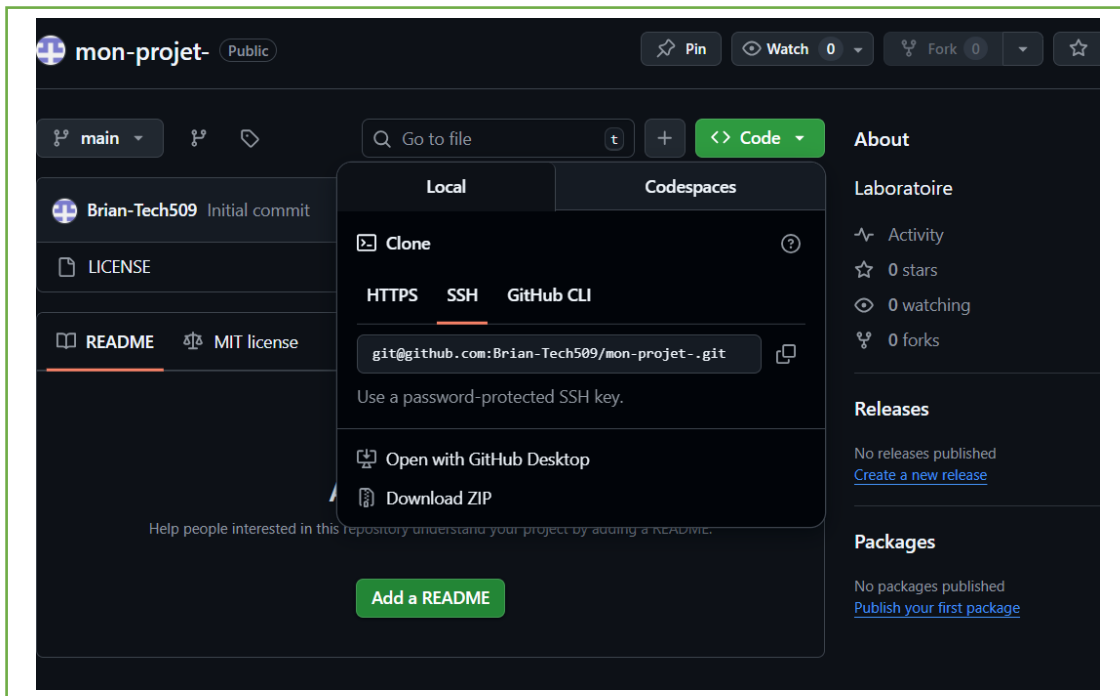 mon-projet- Public
Pin
Watch 0
Fork 0
main
Go to file t
+
Code
About
Local Codespaces
Laboratoire
Brian-Tech509 Initial commit
Clone
Activity
LICENSE
0 stars
HTTPS SSH GitHub CLI
0 watching
README MIT license
0 forks
git@github.com:Brian-Tech509/mon-projet-.git
Use a password-protected SSH key.
Releases
No releases published
Open with GitHub Desktop
Create a new release
Download ZIP
Help people interested in this repository understand your project by adding a README.
Packages
No packages published
Add a README
Publish your first package